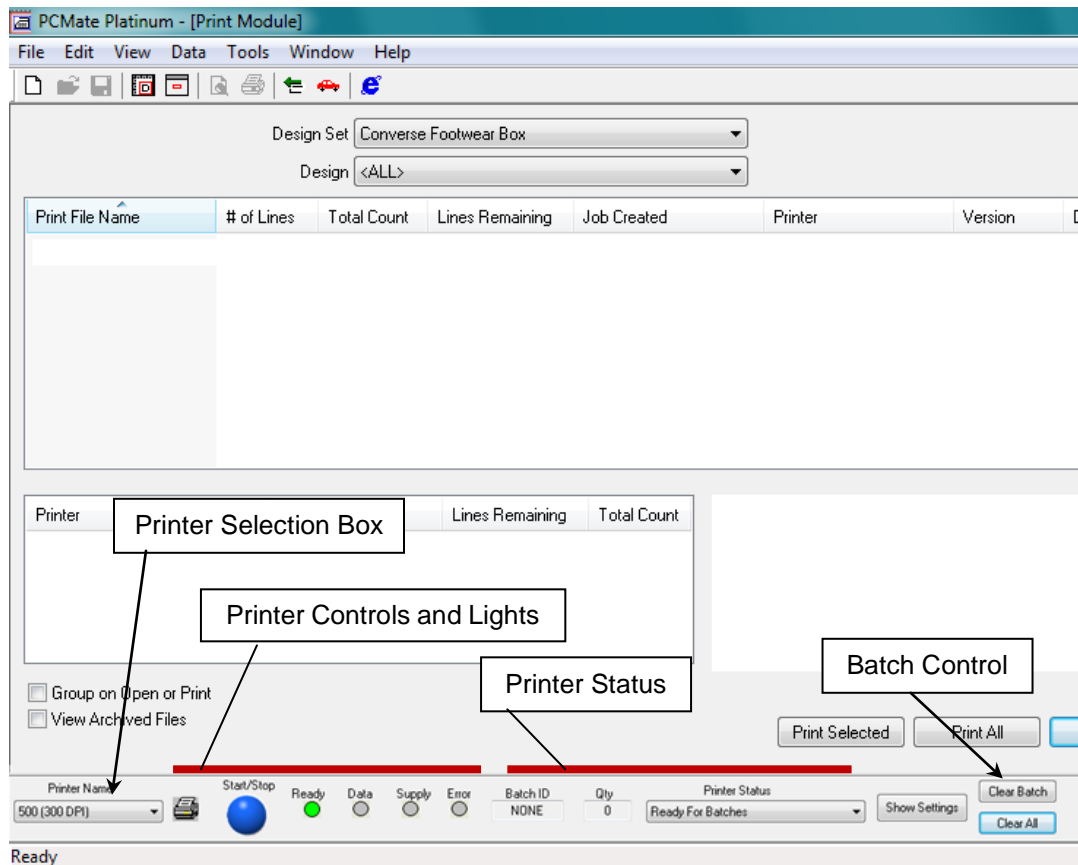 PCMate Platinum - [Print Module]
File Edit View Data Tools Window Help
Design Set Converse Footwear Box
Design <ALL>
Print File Name # of Lines Total Count Lines Remaining Job Created Printer Version D
Printer Lines Remaining Total Count
Printer Selection Box
Printer Controls and Lights
Printer Status
Batch Control
Group on Open or Print
View Archived Files
Print Selected Print All
Printer Name Start/Stop Ready Data Supply Error Batch ID Qty Printer Status Clear Batch
500 (300 DPI) NONE 0 Ready For Batches Show Settings
Clear All
Ready